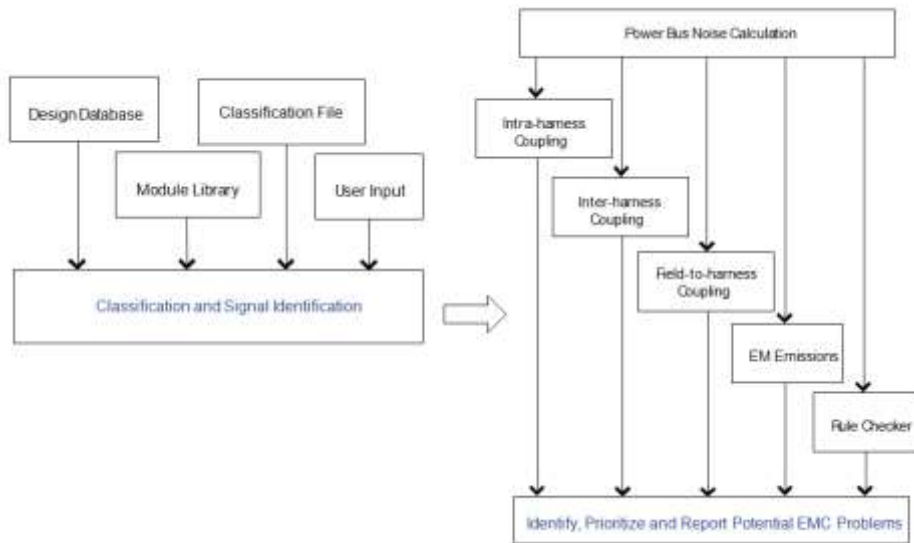 Power Bus Noise Calculation
Design Database
Classification File
Module Library
User Input
Classification and Signal Identification
Intra-harness
Coupling
Inter-harness
Coupling
Field-to-harness
Coupling
EM Emissions
Rule Checker
Identify, Prioritize and Report Potential EMC Problems